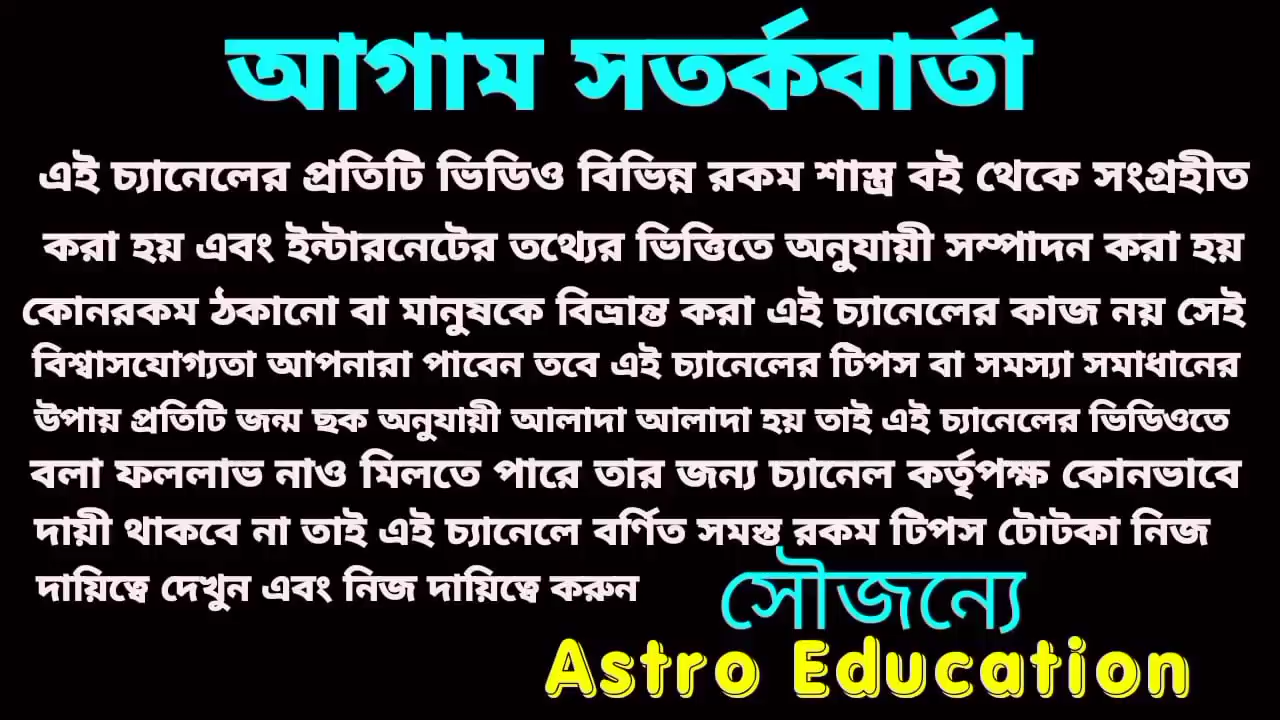 আগাম সতর্কবার্তা
এই চ্যানেলের প্রতিটি ভিডিও বিভিন্ন রকম শাস্ত্র বই থেকে সংগ্রহীত
করা হয় এবং ইন্টারনেটের তথ্যের ভিত্তিতে অনুযায়ী সম্পাদন করা হয়
কোনরকম ঠকানো বা মানুষকে বিভ্রান্ত করা এই চ্যানেলের কাজ নয় সেই
বিশ্বাসযোগ্যতা আপনারা পাবেন তবে এই চ্যানেলের টিপস বা সমস্যা সমাধানের
উপায় প্রতিটি জন্ম ছক অনুযায়ী আলাদা আলাদা হয় তাই এই চ্যানেলের ভিডিওতে
বলা ফললাভ নাও মিলতে পারে তার জন্য চ্যানেল কর্তৃপক্ষ কোনভাবে
দায়ী থাকবে না তাই এই চ্যানেলে বর্ণিত সমস্ত রকম টিপস টোটকা নিজ
দায়িত্বে দেখুন এবং নিজ দায়িত্বে করুন
সৌজন্যে
Astro Education